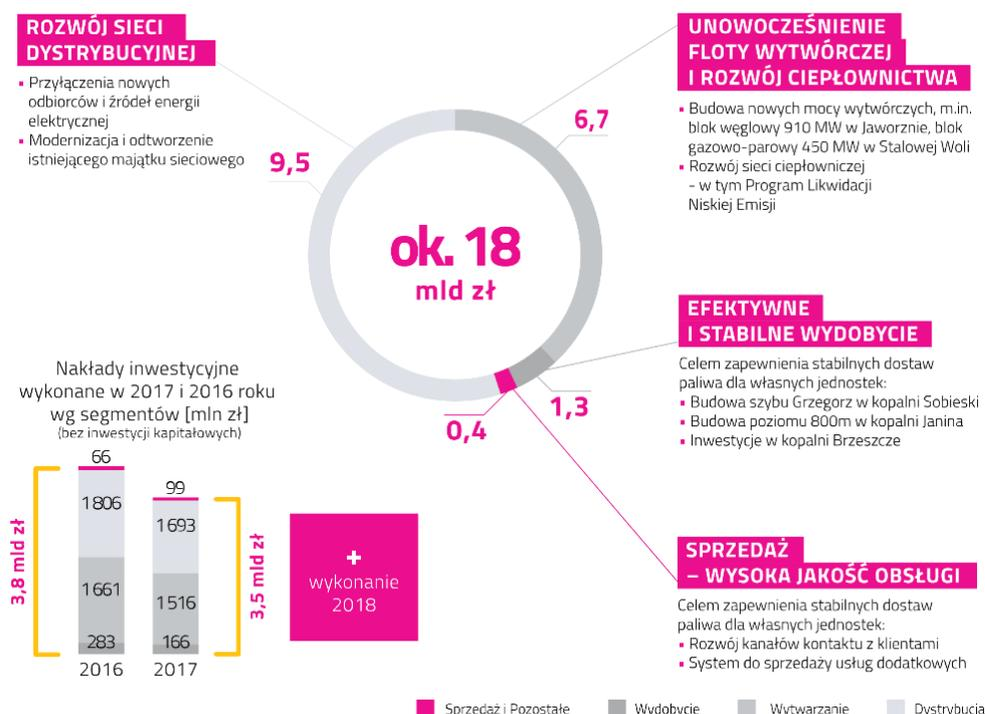 ROZWÓJ SIECI
DYSTRYBUCYJNEJ
▪ Przyłączenia nowych
odbiorców i źródeł energii
elektrycznej
▪ Modernizacja i odtworzenie
istniejącego majątku sieciowego
9,5
6,7
ok. 18
mld zł
1,3
0,4
UNOWOCZEŚNIENIE
FLOTY WYTWÓRCZEJ
I ROZWÓJ CIEPŁOWNICTWA
▪ Budowa nowych mocy wytwórczych, m.in.
blok węglowy 910 MW w Jaworznie, blok
gazowo-parowy 450 MW w Stalowej Woli
▪ Rozwój sieci ciepłowniczej
- w tym Program Likwidacji
Niskiej Emisji
EFEKTYWNE
I STABILNE WYDOBYCIE
Celem zapewnienia stabilnych dostaw
paliwa dla własnych jednostek:
▪ Budowa szybu Grzegorz w kopalni Sobieski
▪ Budowa poziomu 800m w kopalni Janina
▪ Inwestycje w kopalni Brzeszcze
Nakłady inwestycyjne
wykonane w 2017 i 2016 roku
wg segmentów [mln zł]
(bez inwestycji kapitałowych)
66
1806
1661
283
2016
3,8 mld zł
99
1693
1516
166
2017
3,5 mld zł
+
wykonanie
2018
SPRZEDAŻ
– WYSOKA JAKOŚĆ OBSŁUGI
Celem zapewnienia stabilnych dostaw
paliwa dla własnych jednostek:
▪ Rozwój kanałów kontaktu z klientami
▪ System do sprzedaży usług dodatkowych
Sprzedaż i Pozostałe
Wydobycie
Wytwarzanie
Dystrybucja